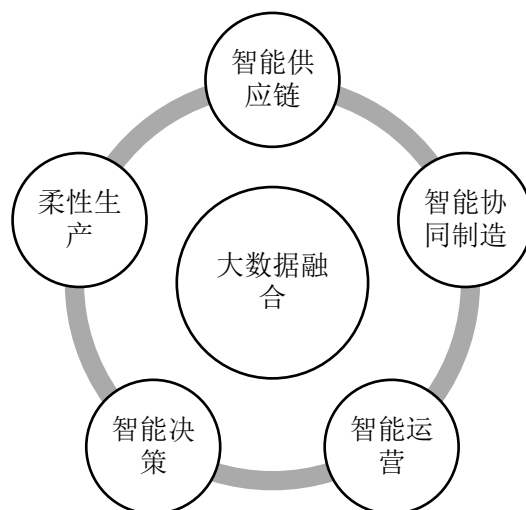 智能供
应链
柔性生
产
智能协
同制造
大数据融
合
智能决
策
智能运
营